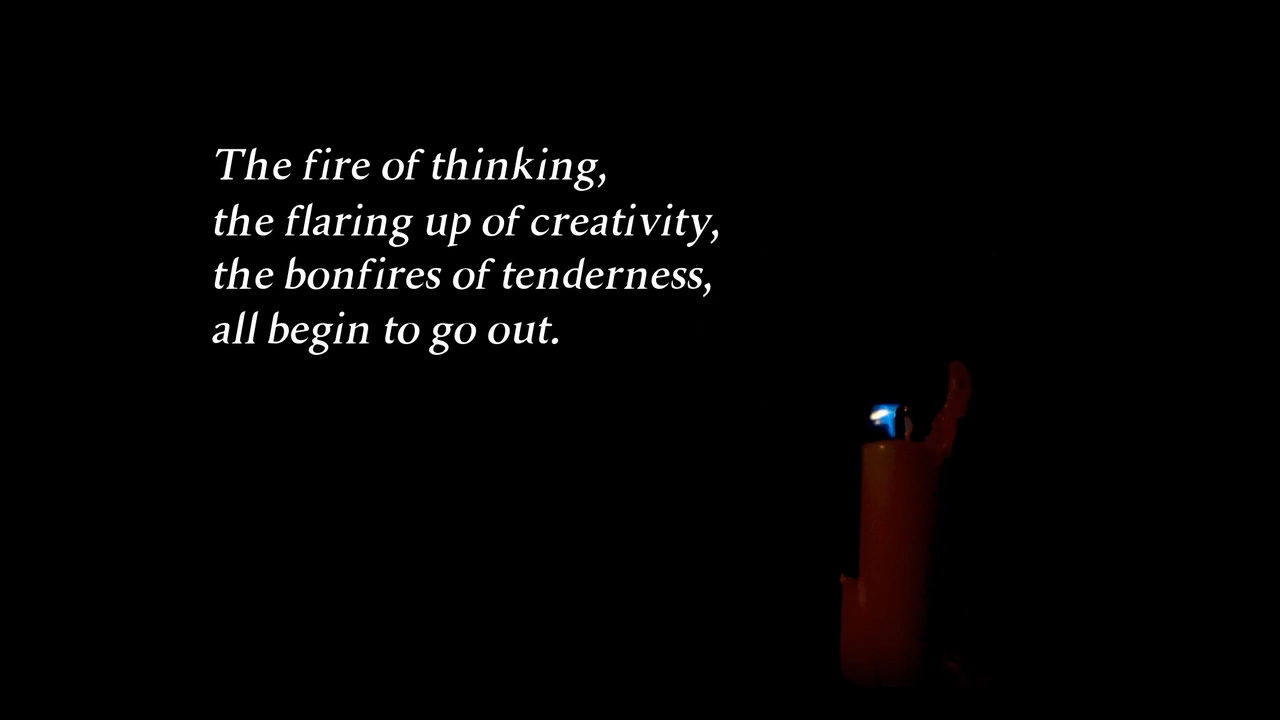 The fire of thinking,
the flaring up of creativity,
the bonfires of tenderness,
all begin to go out.